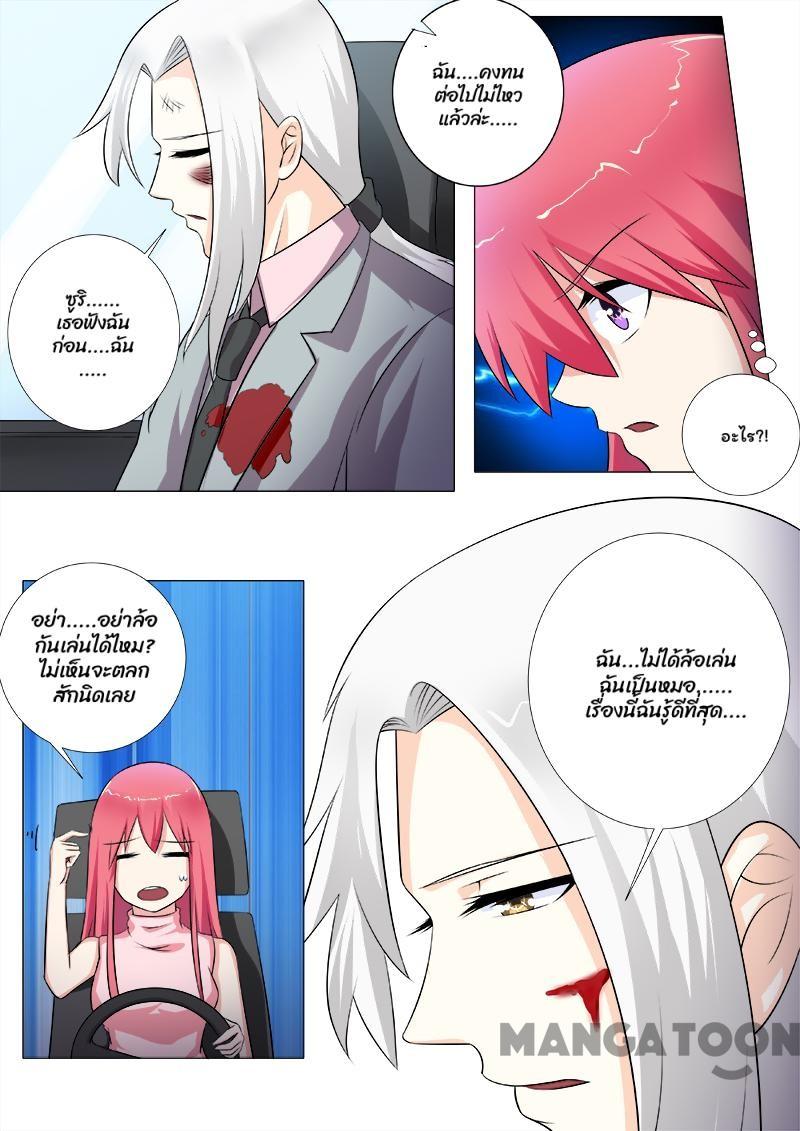 ซูริ......
เธอฟังฉัน
ก่อน....ฉัน
.....
ฉัน....คงทน
ต่อไปไม่ไหว
แล้วล่ะ.....
อะไร?!
อย่า.....อย่าล้อ
กันเล่นได้ไหม?
ไม่เห็นจะตลก
สักนิดเลย
ฉัน...ไม่ได้ล้อเล่น
ฉันเป็นหมอ,.....
เรื่องนี้ฉันรู้ดีที่สุด....
MANGATOON